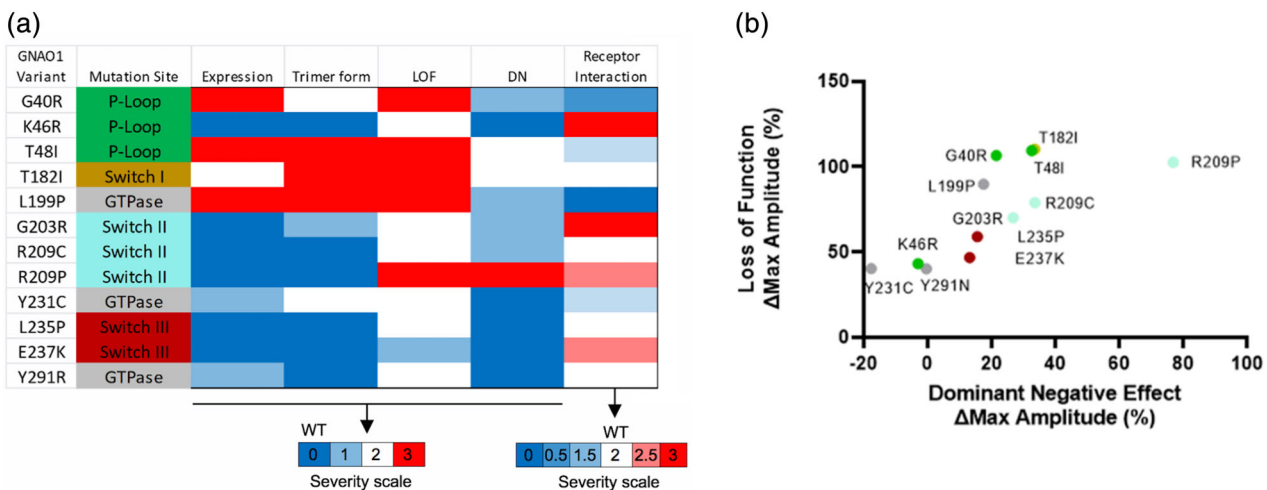 (a)
GNAO1 Variant Mutation Site Expression Trimer form LOF DN Receptor Interaction
G40R P-Loop
K46R P-Loop
T48I P-Loop
T182I Switch I
L199P GTPase
G203R Switch II
R209C Switch II
R209P Switch II
Y231C GTPase
L235P Switch III
E237K Switch III
Y291R GTPase
WT
0 1 2 3
Severity scale
WT
0 0.5 1.5 2 2.5 3
Severity scale
(b)
Loss of Function
ΔMax Amplitude (%)
150
100
50
0
T182I
G40R
T48I
R209P
L199P
R209C
G203R
L235P
K46R
E237K
Y231C
Y291N
-20 0 20 40 60 80 100
Dominant Negative Effect
ΔMax Amplitude (%)